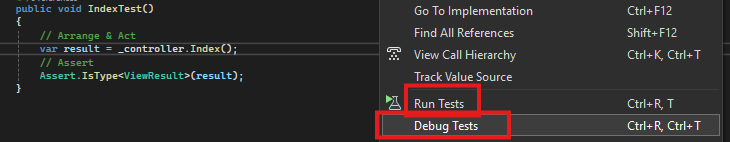 public void IndexTest()
{
// Arrange & Act
var result = _controller.Index();
// Assert
Assert.IsType<ViewResult>(result);
}
Go To Implementation Ctrl+F12
Find All References Shift+F12
View Call Hierarchy Ctrl+K, Ctrl+T
Track Value Source
Run Tests Ctrl+R, T
Debug Tests Ctrl+R, Ctrl+T